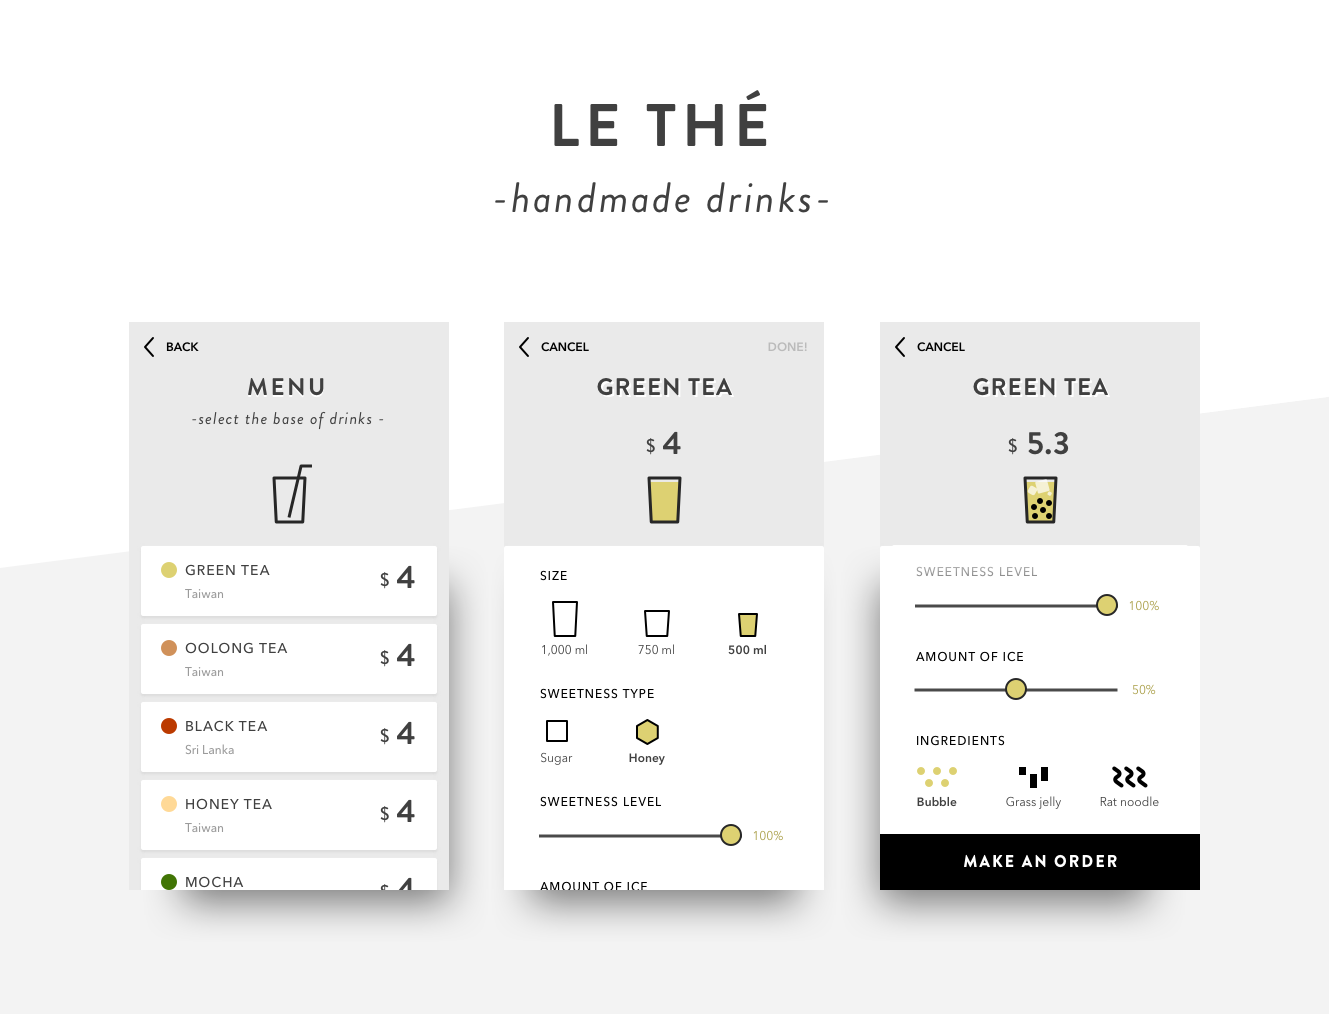 LE THÉ
-handmade drinks-
BACK
MENU
-select the base of drinks -
GREEN TEA
Taiwan
$ 4
OOLONG TEA
Taiwan
$ 4
BLACK TEA
Sri Lanka
$ 4
HONEY TEA
Taiwan
$ 4
MOCHA
$ 4
CANCEL
DONE!
GREEN TEA
$ 4
SIZE
1,000 ml
750 ml
500 ml
SWEETNESS TYPE
Sugar
Honey
SWEETNESS LEVEL
100%
AMOUNT OF ICE
CANCEL
GREEN TEA
$ 5.3
SWEETNESS LEVEL
100%
AMOUNT OF ICE
50%
INGREDIENTS
Bubble
Grass jelly
Rat noodle
MAKE AN ORDER